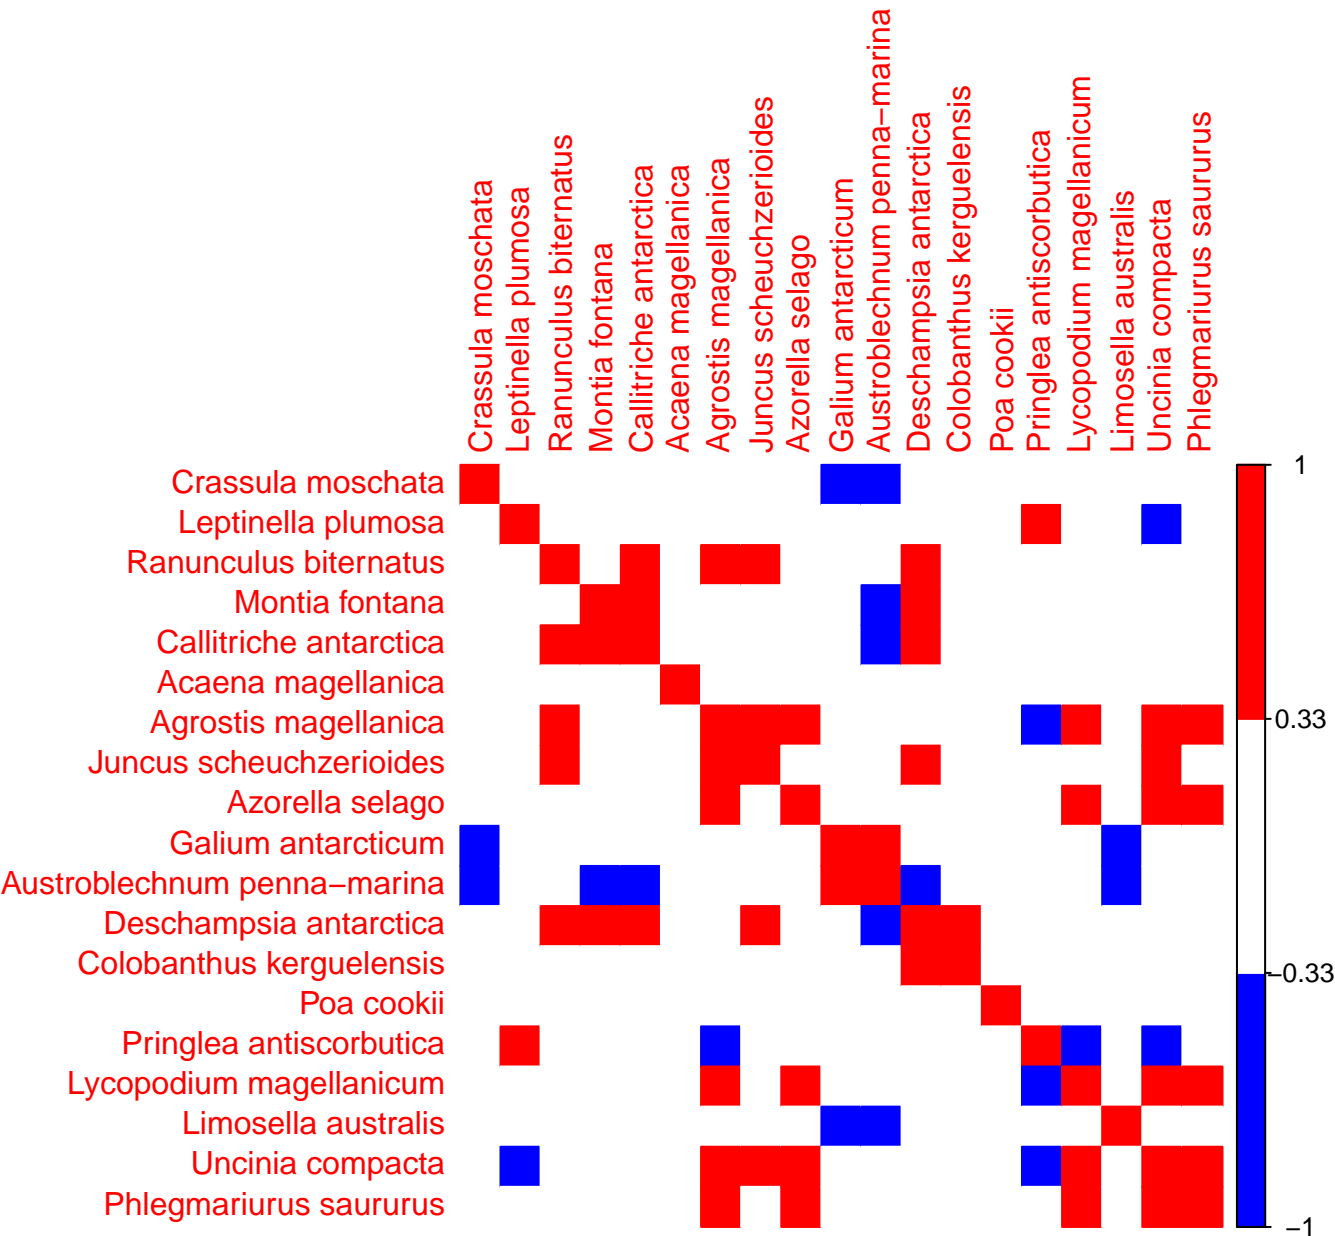 Crassula moschata
Leptinella plumosa
Ranunculus biternatus
Montia fontana
Callitriche antarctica
Acaena magellanica
Agrostis magellanica
Juncus scheuchzerioides
Azorella selago
Galium antarcticum
Austroblechnum penna−marina
Deschampsia antarctica
Colobanthus kerguelensis
Poa cookii
Pringlea antiscorbutica
Lycopodium magellanicum
Limosella australis
Uncinia compacta
Phlegmariurus saururus
Crassula moschata
Leptinella plumosa
Ranunculus biternatus
Montia fontana
Callitriche antarctica
Acaena magellanica
Agrostis magellanica
Juncus scheuchzerioides
Azorella selago
Galium antarcticum
Austroblechnum penna−marina
Deschampsia antarctica
Colobanthus kerguelensis
Poa cookii
Pringlea antiscorbutica
Lycopodium magellanicum
Limosella australis
Uncinia compacta
Phlegmariurus saururus
1
0.33
−0.33
−1